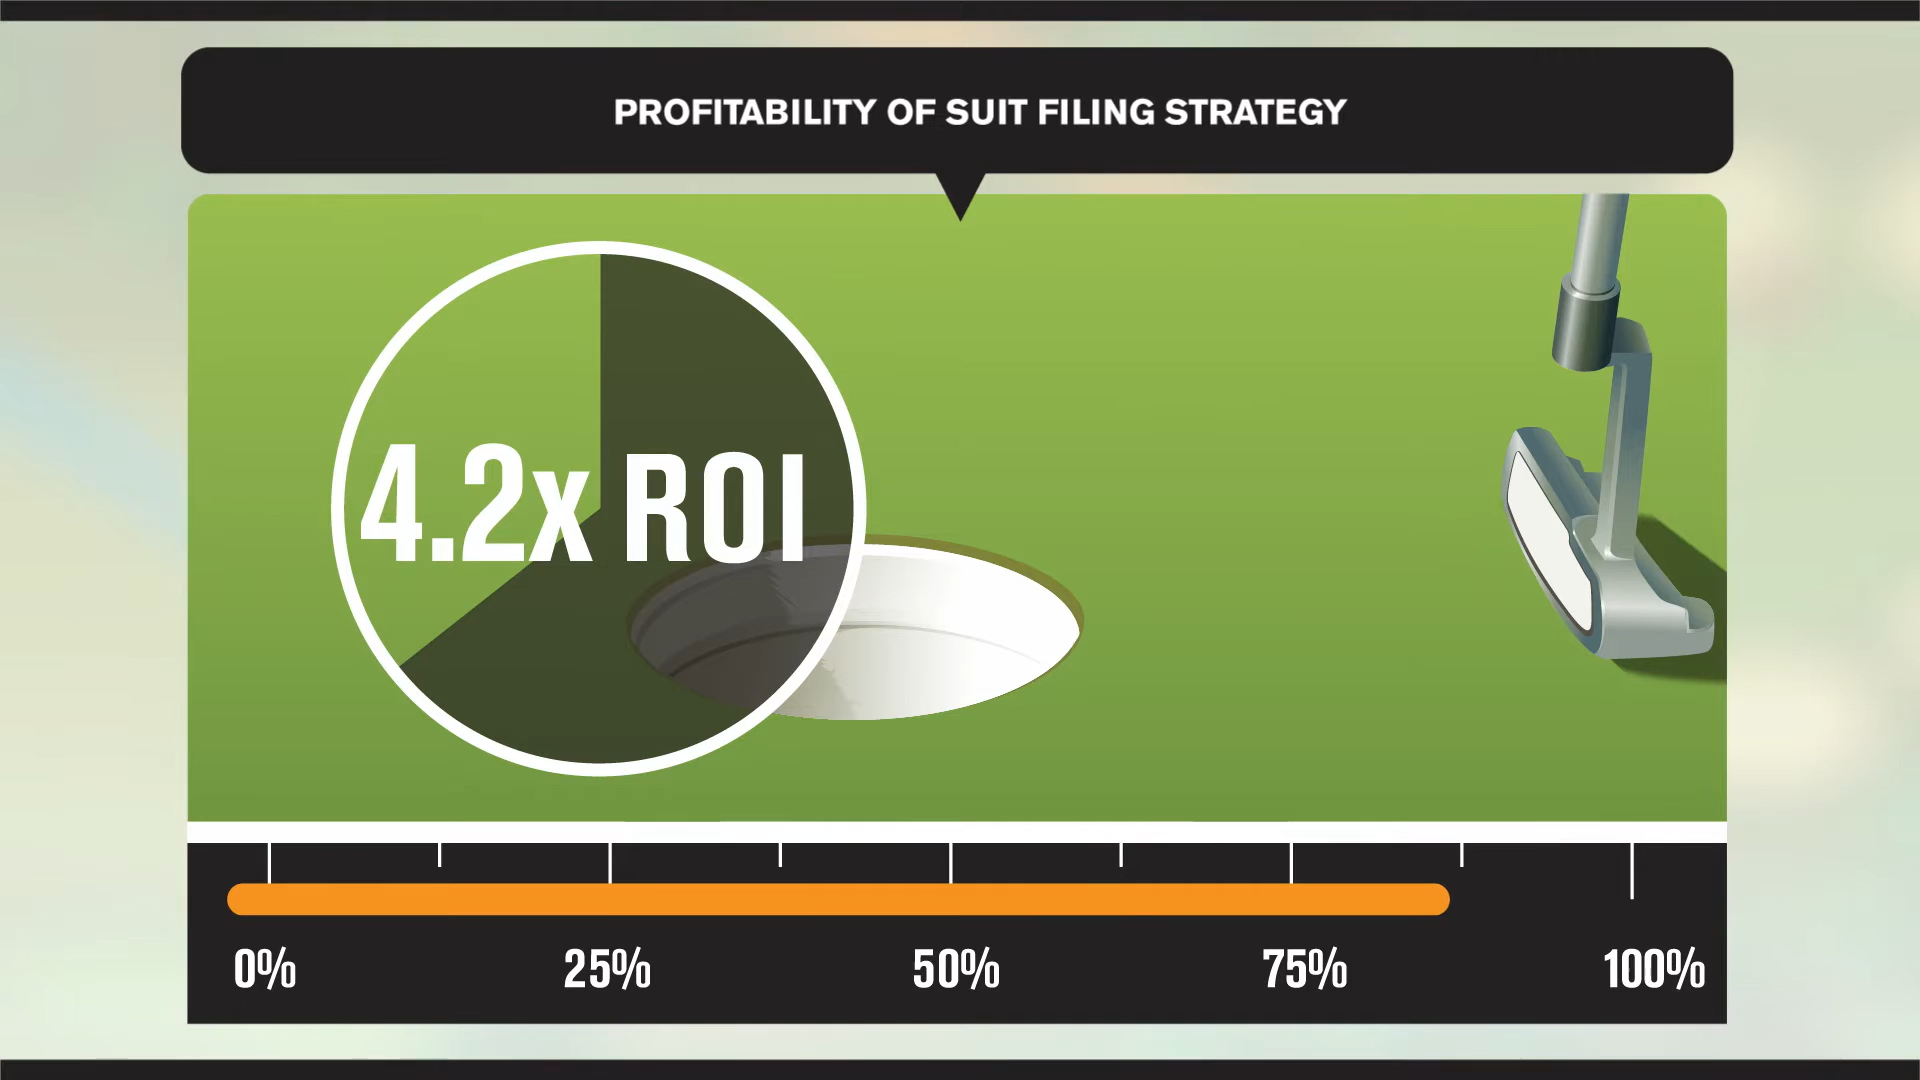 PROFITABILITY OF SUIT FILING STRATEGY
4.2x ROI
0% 25% 50% 75% 100%